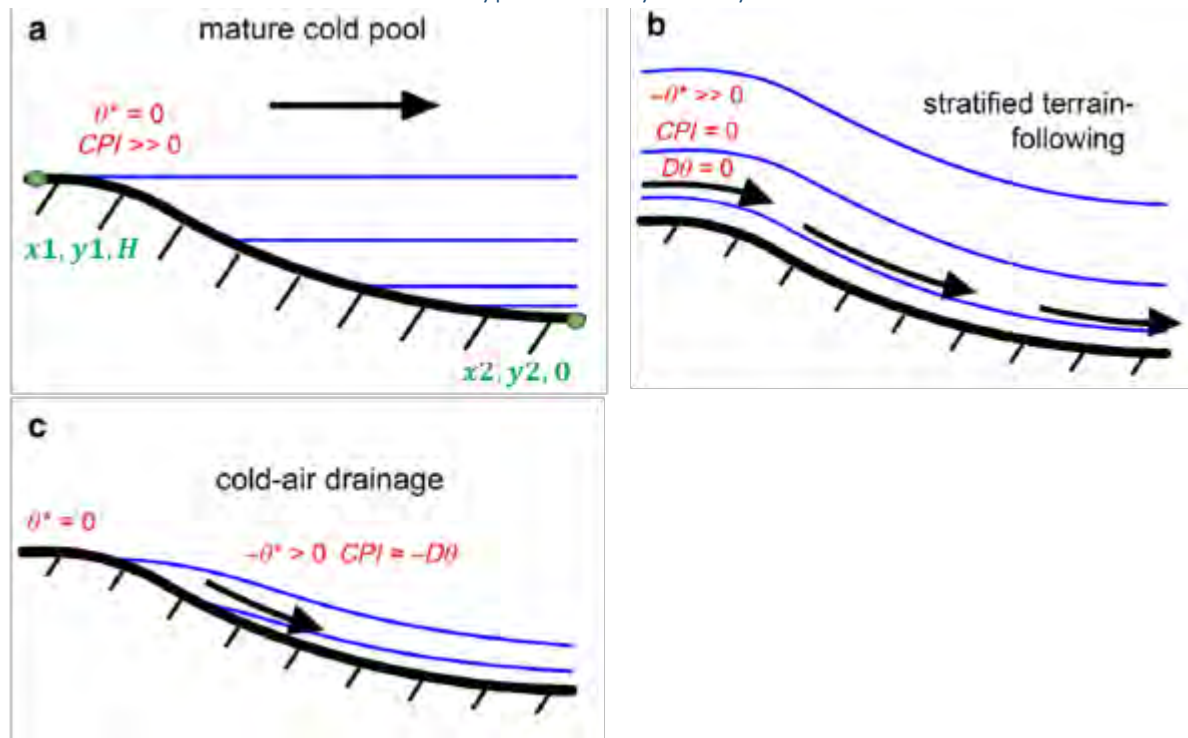 a
mature cold pool
θ* = 0
CPI >> 0
x1, y1, H
x2, y2, 0
b
-θ* >> 0
CPI = 0
Dθ = 0
stratified terrain-
following
c
cold-air drainage
θ* = 0
-θ* > 0 CPI ≅ -Dθ